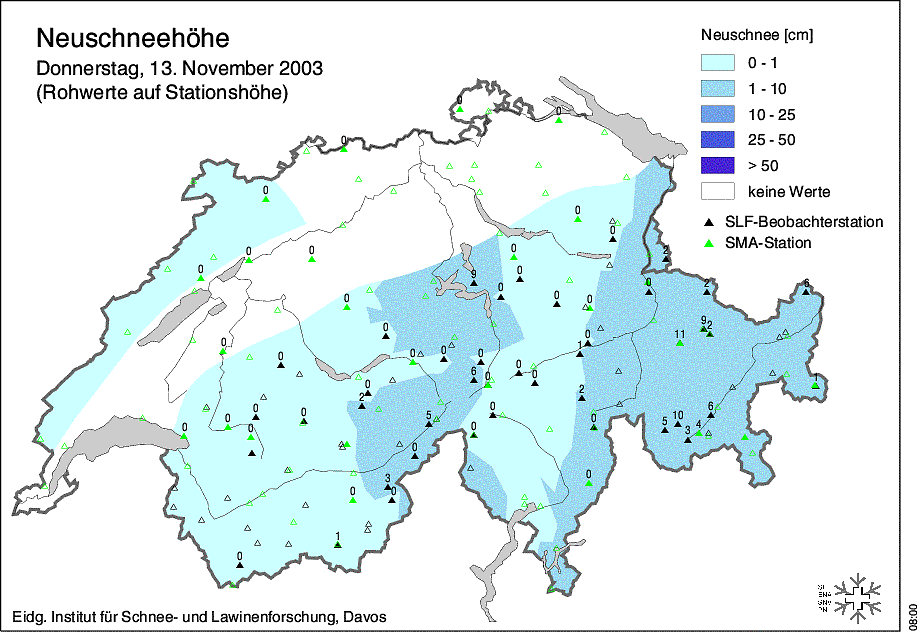 Neuschneehöhe
Donnerstag, 13. November 2003
(Rohwerte auf Stationshöhe)
Neuschnee [cm]
0 - 1
1 - 10
10 - 25
25 - 50
> 50
keine Werte
SLF-Beobachterstation
SMA-Station
0
0
0
0
0 0
0
2
0 0 0
0 9 0 0 2 6
0 0 0 0
0 9 2
11
0 0 0 0 0 0 1
0 6 0 0 0 1
0 2 2
0 0 0 5 0 5 10 6
0 0 0 0 0 3 4
3 0 0 0
0 1
Eidg. Institut für Schnee- und Lawinenforschung, Davos
08:00